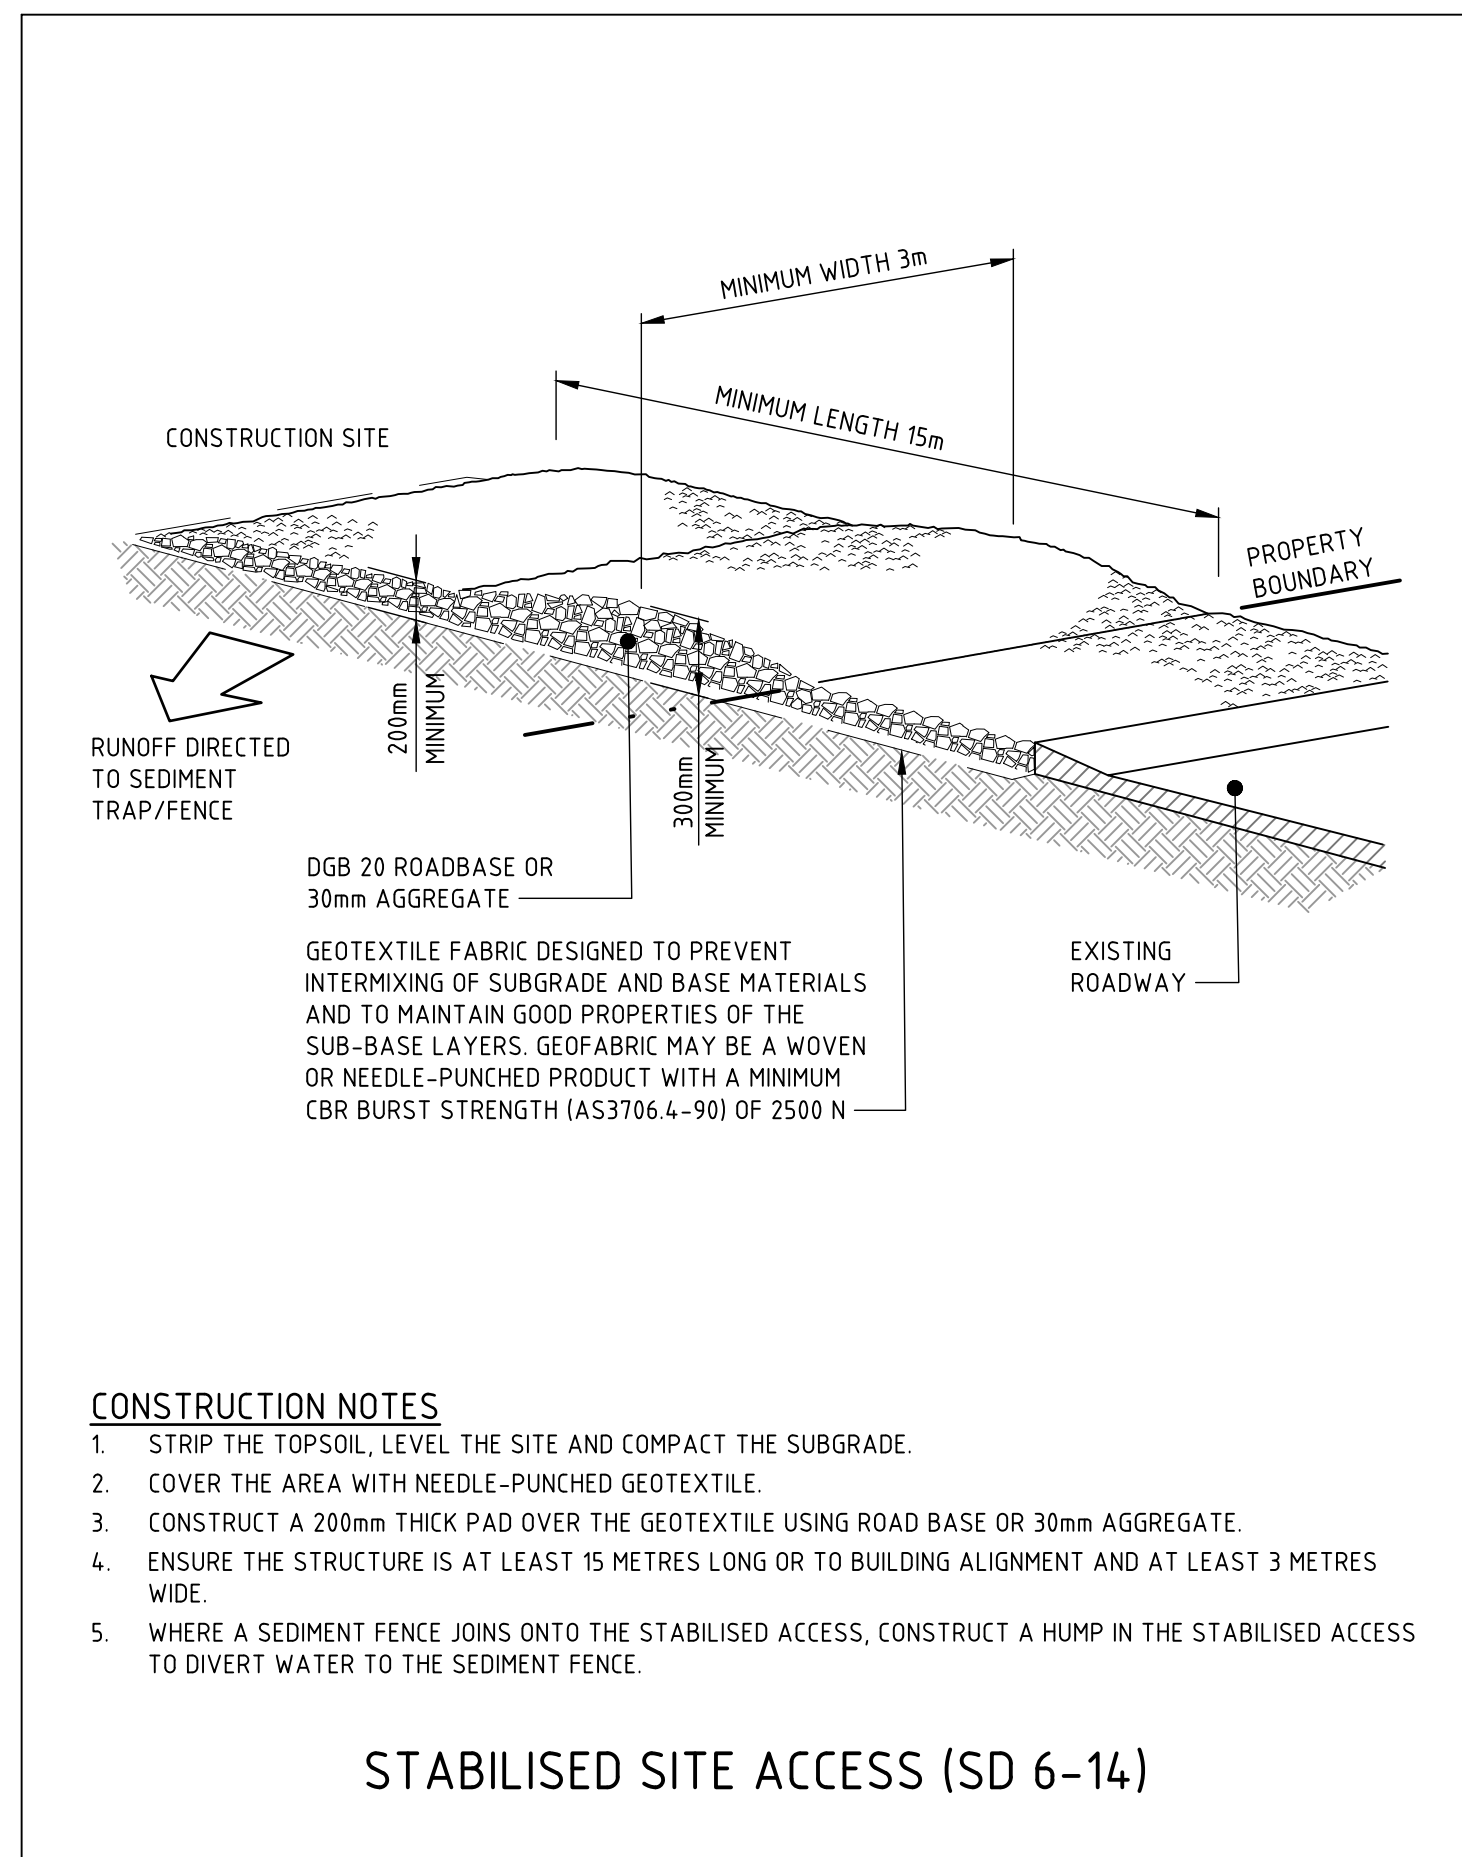 MINIMUM WIDTH 3m
MINIMUM LENGTH 15m
CONSTRUCTION SITE
PROPERTY
BOUNDARY
200mm
MINIMUM
300mm
MINIMUM
RUNOFF DIRECTED
TO SEDIMENT
TRAP/FENCE
DGB 20 ROADBASE OR
30mm AGGREGATE
GEOTEXTILE FABRIC DESIGNED TO PREVENT
INTERMIXING OF SUBGRADE AND BASE MATERIALS
AND TO MAINTAIN GOOD PROPERTIES OF THE
SUB-BASE LAYERS. GEOFABRIC MAY BE A WOVEN
OR NEEDLE-PUNCHED PRODUCT WITH A MINIMUM
CBR BURST STRENGTH (AS3706.4-90) OF 2500 N
EXISTING
ROADWAY
CONSTRUCTION NOTES
1. STRIP THE TOPSOIL, LEVEL THE SITE AND COMPACT THE SUBGRADE.
2. COVER THE AREA WITH NEEDLE-PUNCHED GEOTEXTILE.
3. CONSTRUCT A 200mm THICK PAD OVER THE GEOTEXTILE USING ROAD BASE OR 30mm AGGREGATE.
4. ENSURE THE STRUCTURE IS AT LEAST 15 METRES LONG OR TO BUILDING ALIGNMENT AND AT LEAST 3 METRES
WIDE.
5. WHERE A SEDIMENT FENCE JOINS ONTO THE STABILISED ACCESS, CONSTRUCT A HUMP IN THE STABILISED ACCESS
TO DIVERT WATER TO THE SEDIMENT FENCE.
STABILISED SITE ACCESS (SD 6-14)